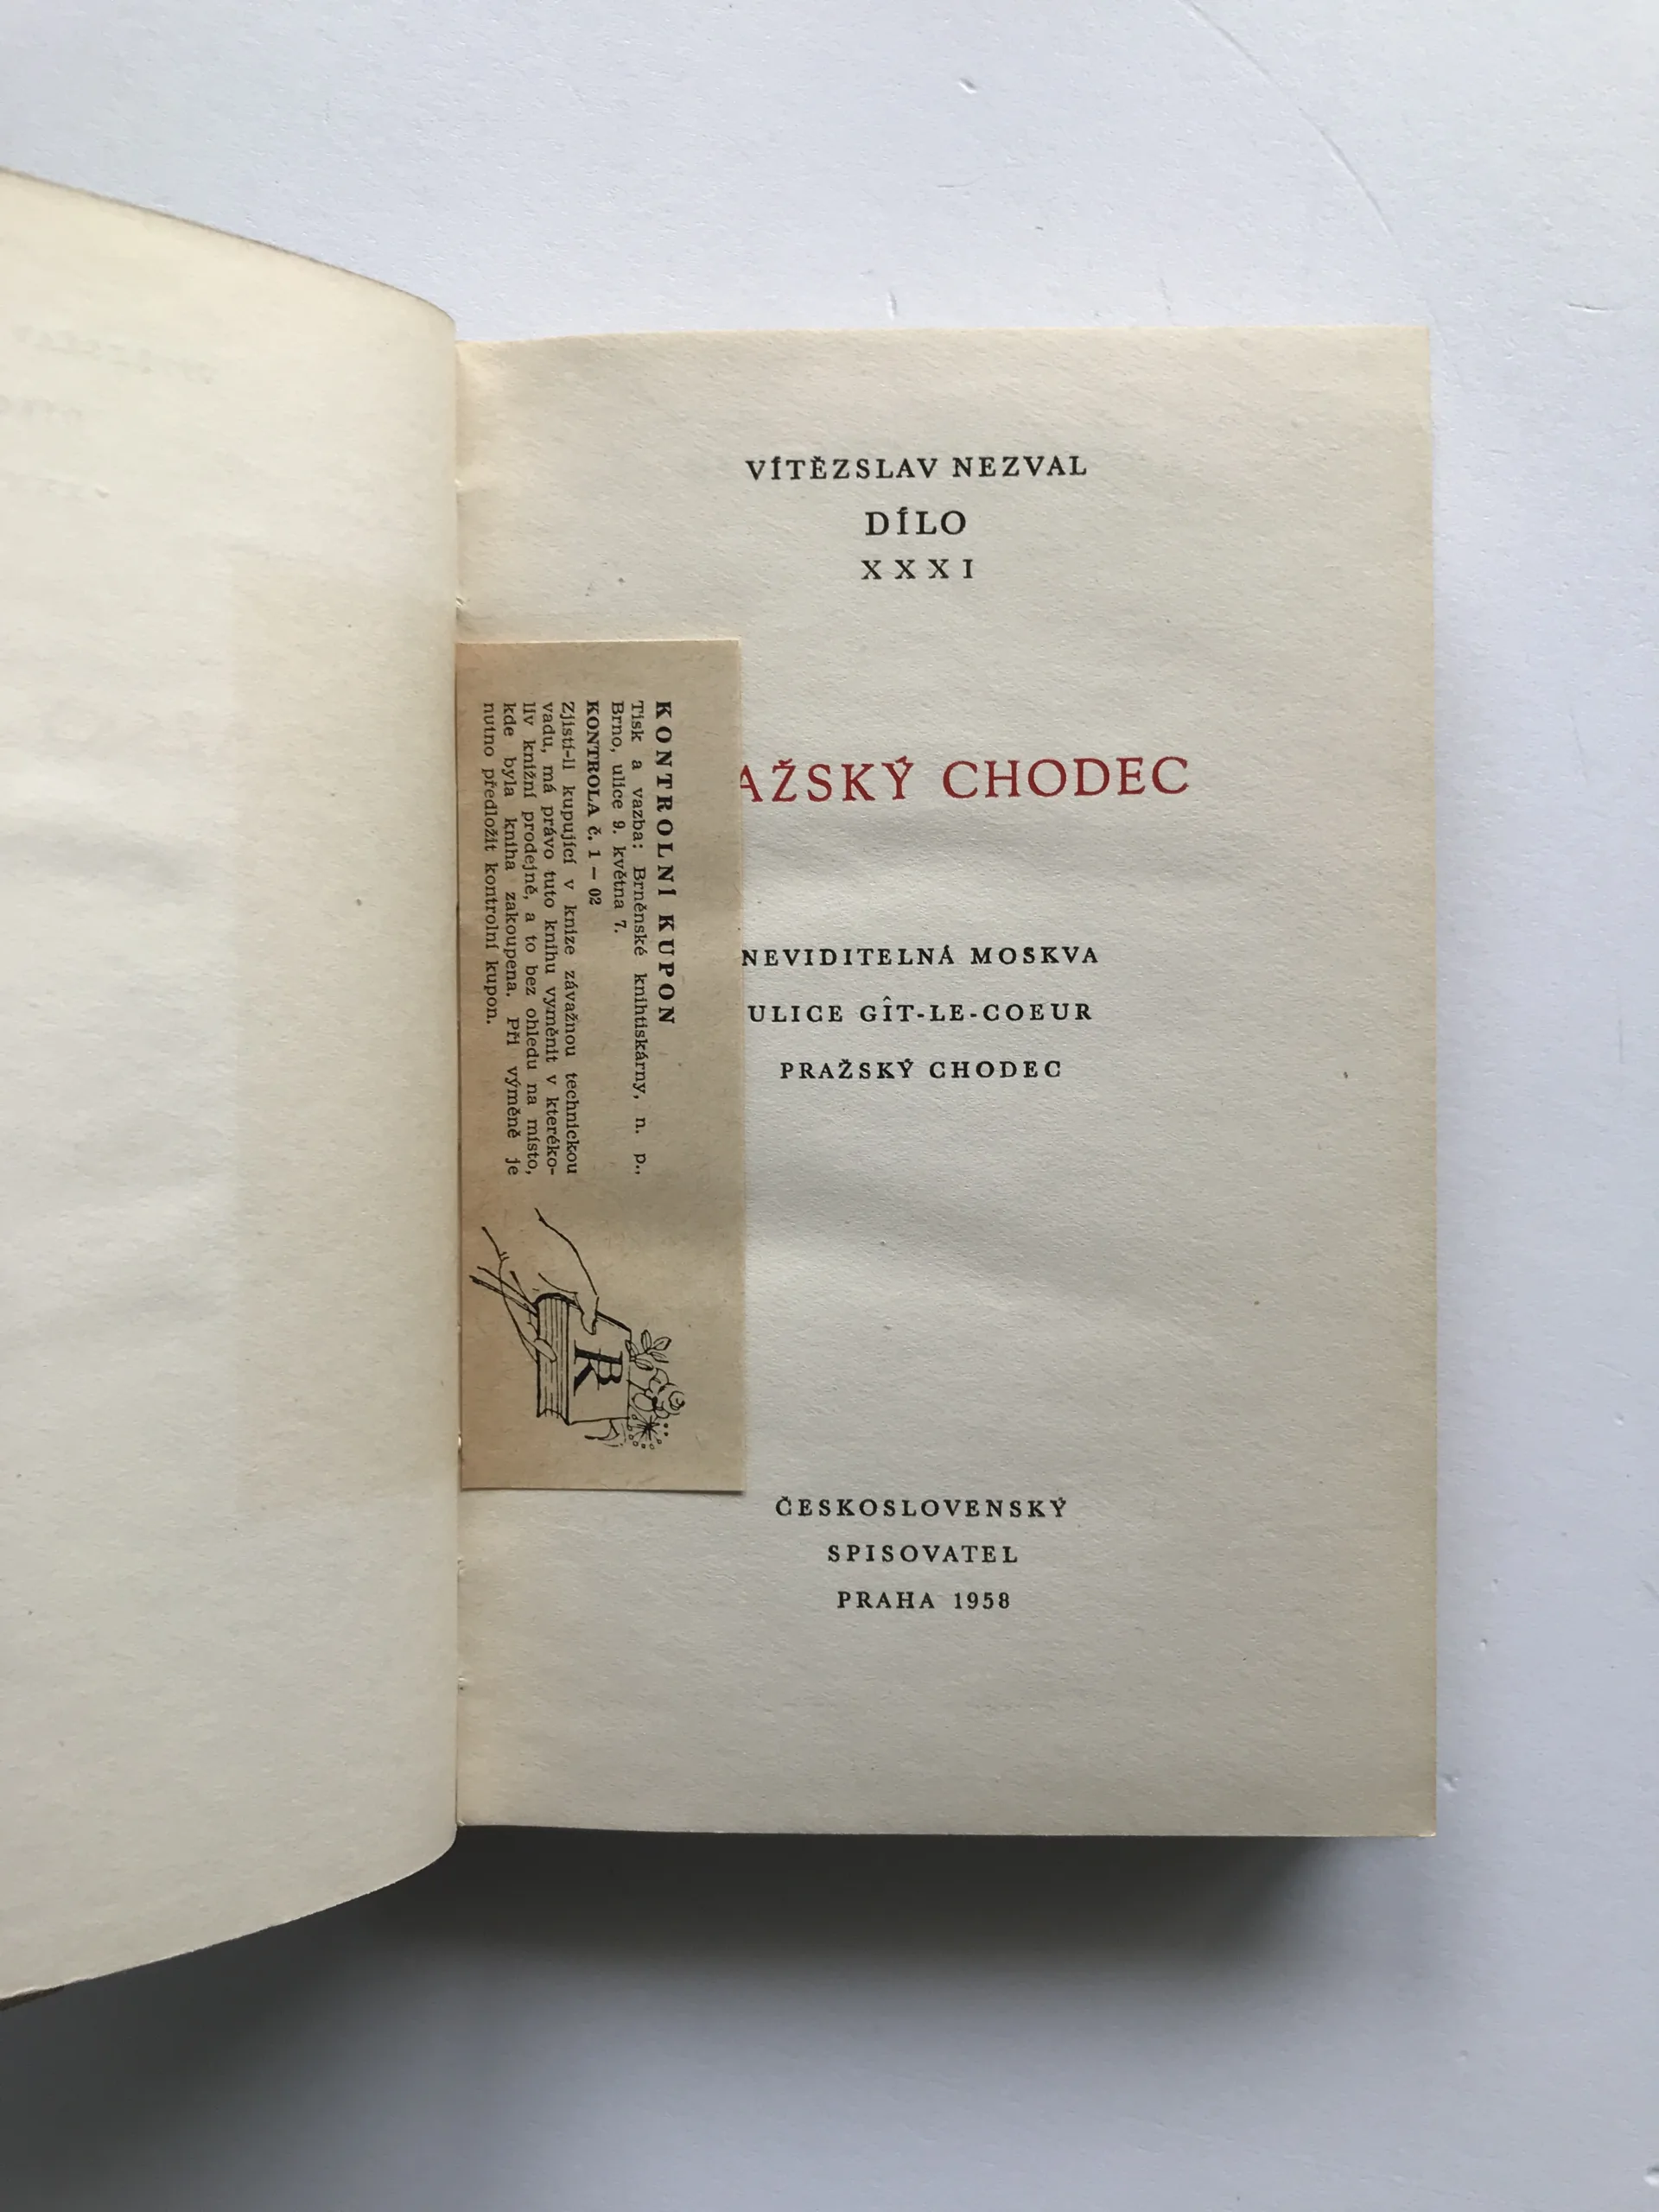 VÍTĚZSLAV NEZVAL
DÍLO
XXXI
AŽSKÝ CHODEC
NEVIDITELNÁ MOSKVA
ULICE GÎT-LE-COEUR
PRAŽSKÝ CHODEC
ČESKOSLOVENSKÝ
SPISOVATEL
PRAHA 1958
KONTROLNÍ KUPON
Tisk a vazba: Brněnské knihtiskárny, n. p.,
Brno, ulice 9. května 7.
KONTROLA č. 1 — 02
Zjistí-li kupující v knize závažnou technickou
vadu, má právo tuto knihu vyměnit v kteréko-
liv knižní prodejně, a to bez ohledu na místo,
kde byla kniha zakoupena. Při výměně je
nutno předložit kontrolní kupon.